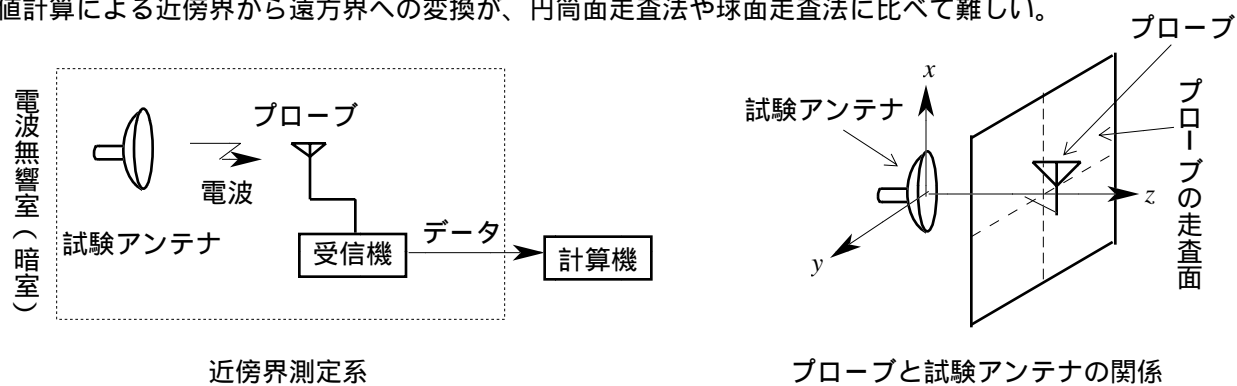 値計算による近傍界から遠方界への変換が、円筒面走査法や球面走査法に比べて難しい。
電波無響室(暗室)
プローブ
電波
試験アンテナ
受信機
データ
計算機
近傍界測定系
プローブ
試験アンテナ
x
y
z
プローブの走査面
プローブと試験アンテナの関係